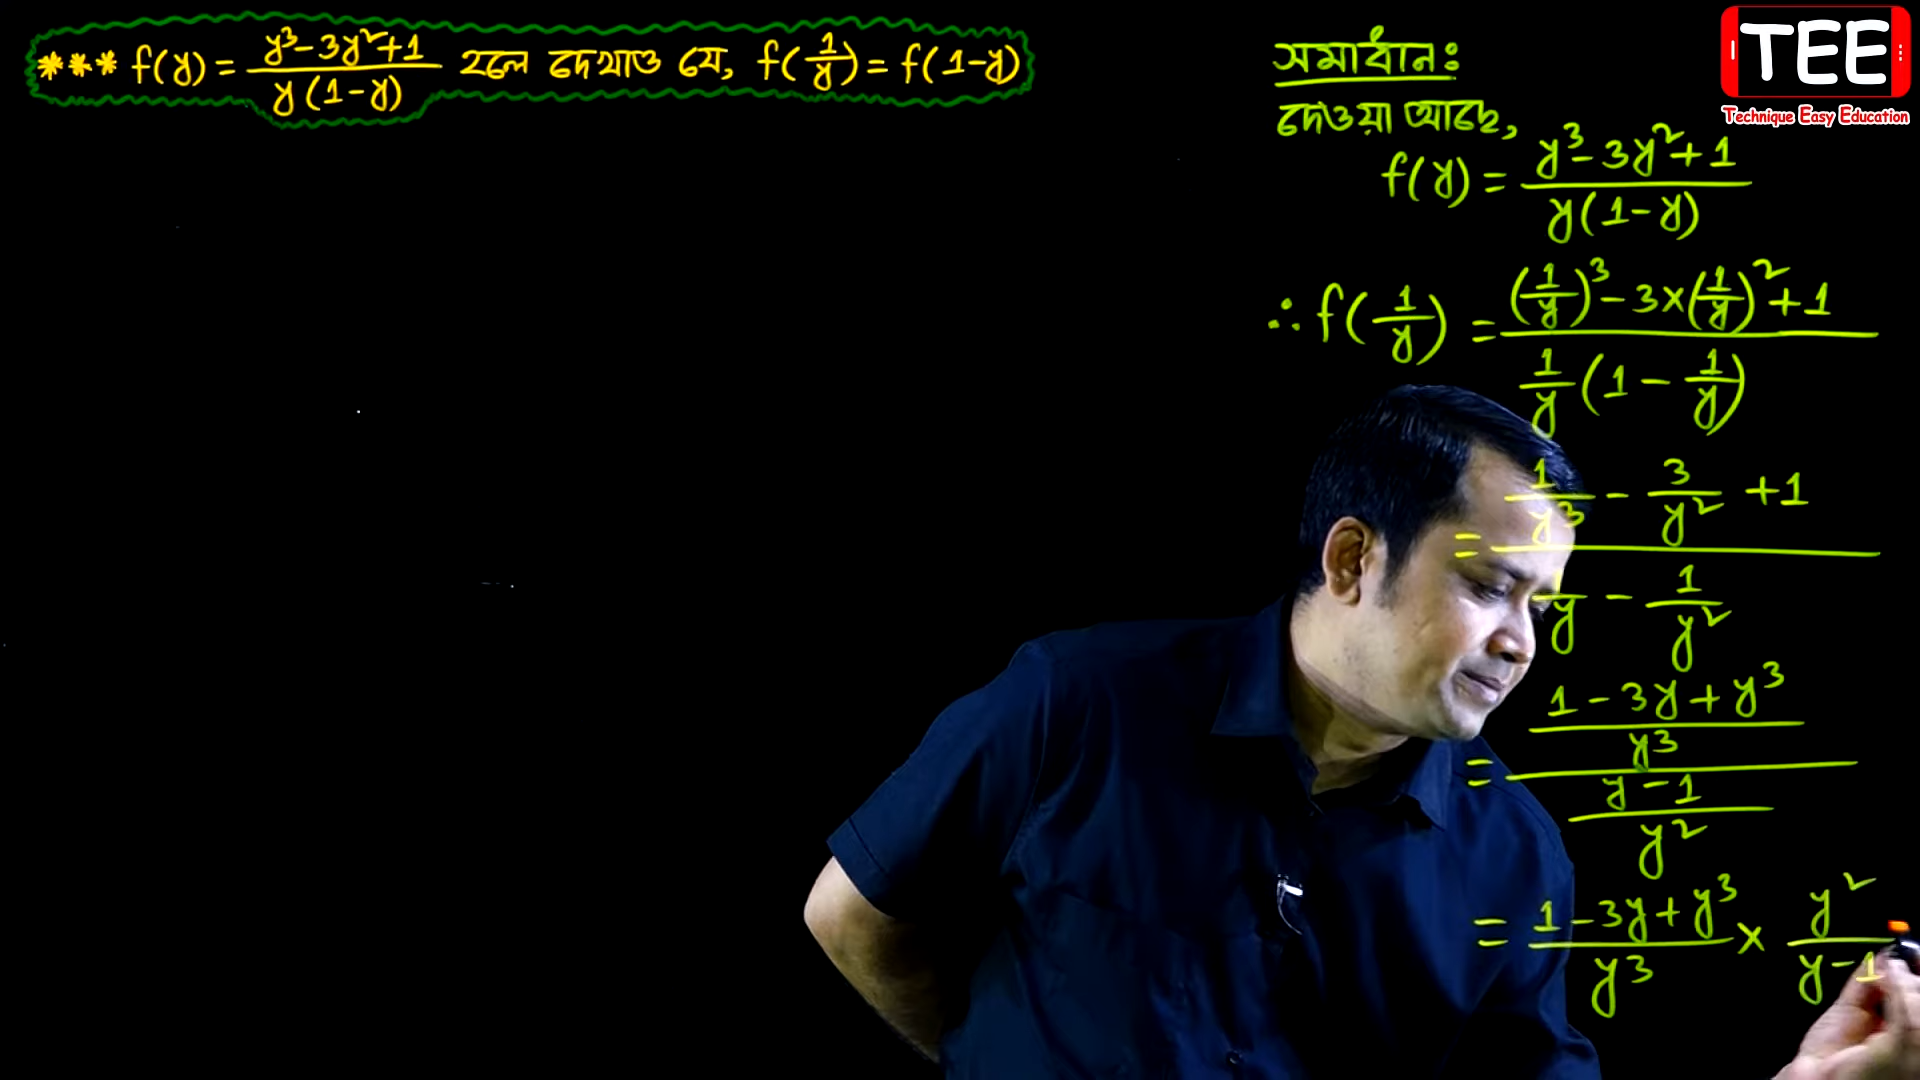 *** f(y) = (y³-3y²+1)/(y(1-y)) হলে দেখাও যে, f(1/y) = f(1-y)
সমাধান:
দেওয়া আছে,
f(y) = (y³-3y²+1)/(y(1-y))
∴ f(1/y) = ((1/y)³-3×(1/y)²+1)/(1/y(1-1/y))
= (1/y³ - 3/y² +1)/(1/y - 1/y²)
= ((1-3y+y³)/y³)/((y-1)/y²)
= (1-3y+y³)/y³ × y²/(y-1)
TEE
Technique Easy Education